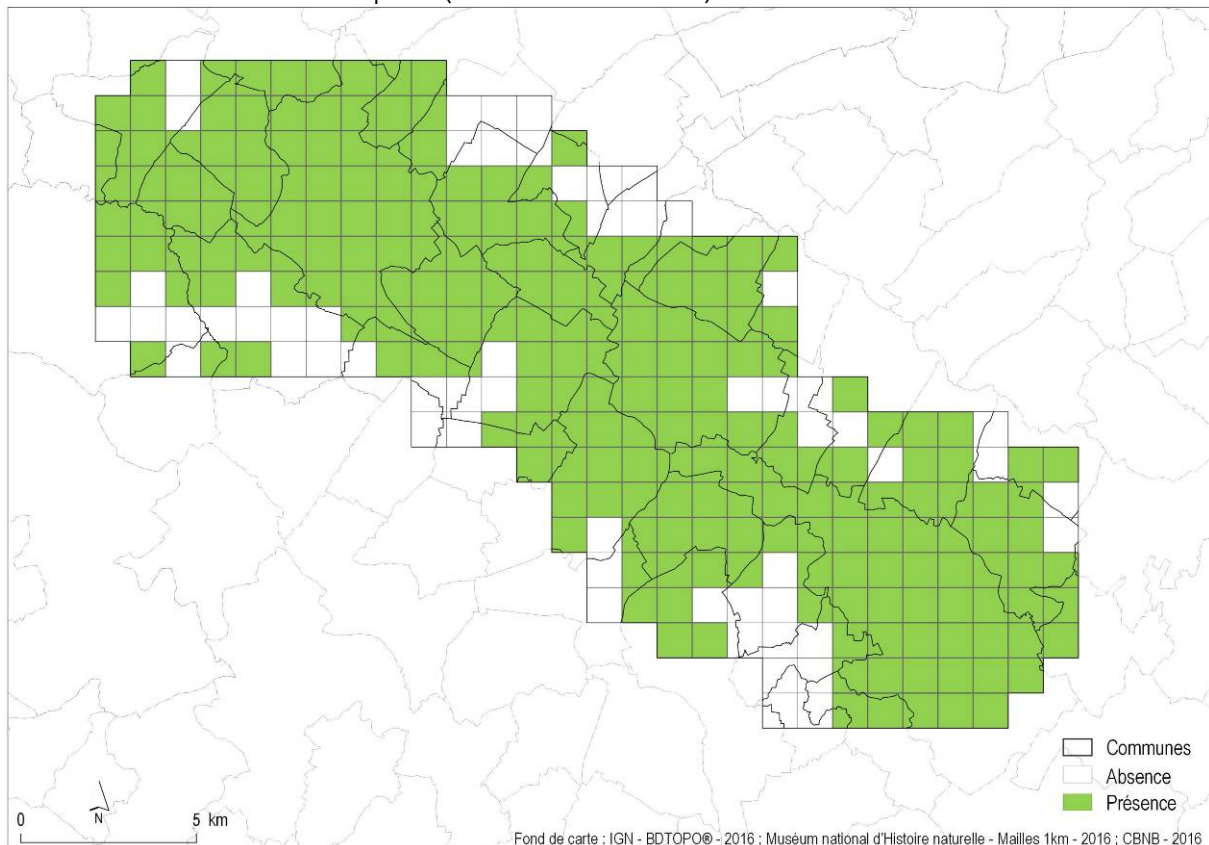 Communes
Absence
Présence
0 N 5 km
Fond de carte : IGN - BDTOPO® - 2016 ; Muséum national d'Histoire naturelle - Mailles 1km - 2016 ; CBNB - 2016